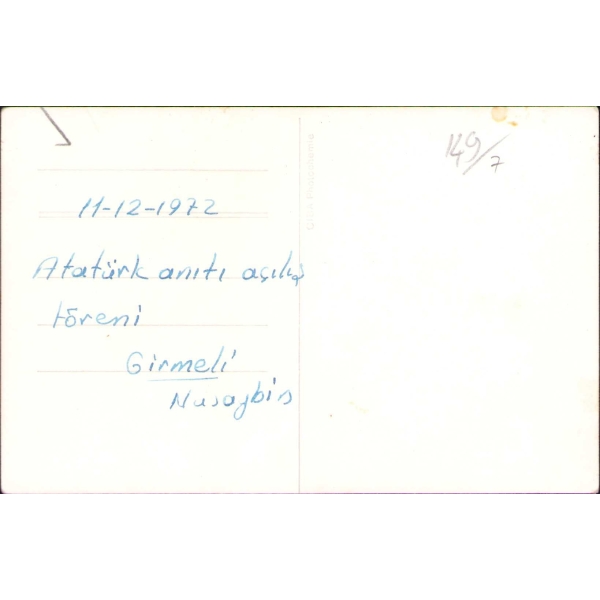 149/7
11-12-1972
Atatürk anıtı açılış
töreni
Girmeli
Nusaybin